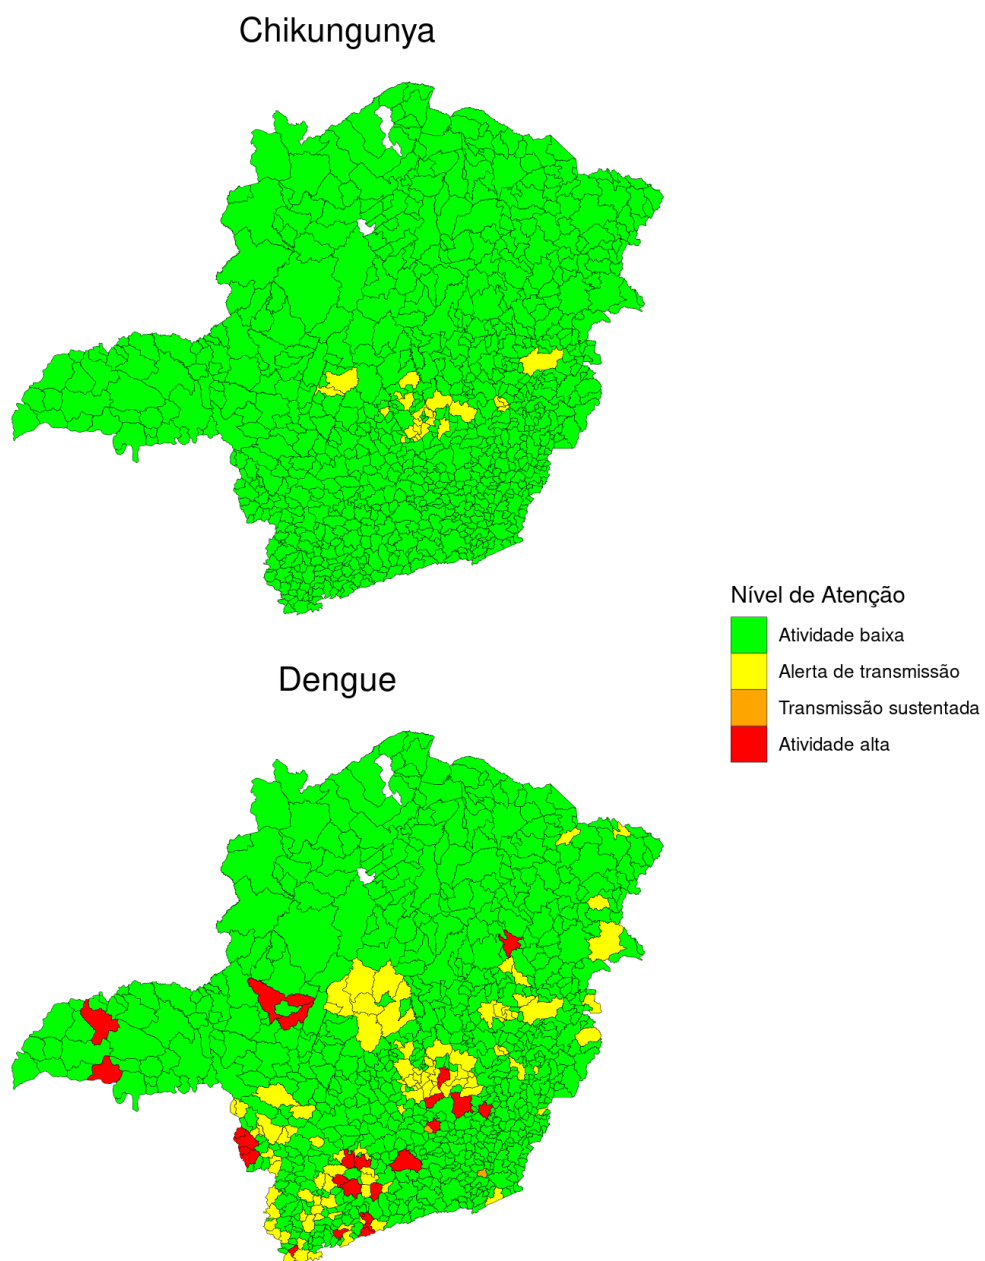 Chikungunya
Nível de Atenção
Atividade baixa
Alerta de transmissão
Transmissão sustentada
Atividade alta
Dengue